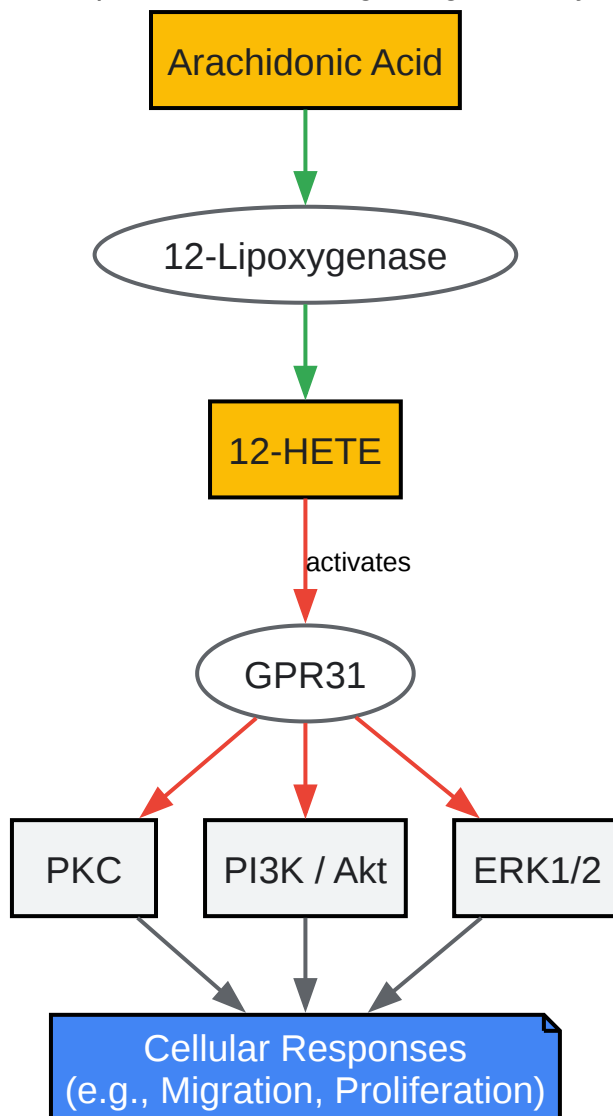 Arachidonic Acid
12-Lipoxygenase
12-HETE
activates
GPR31
PKC
PI3K / Akt
ERK1/2
Cellular Responses
(e.g., Migration, Proliferation)